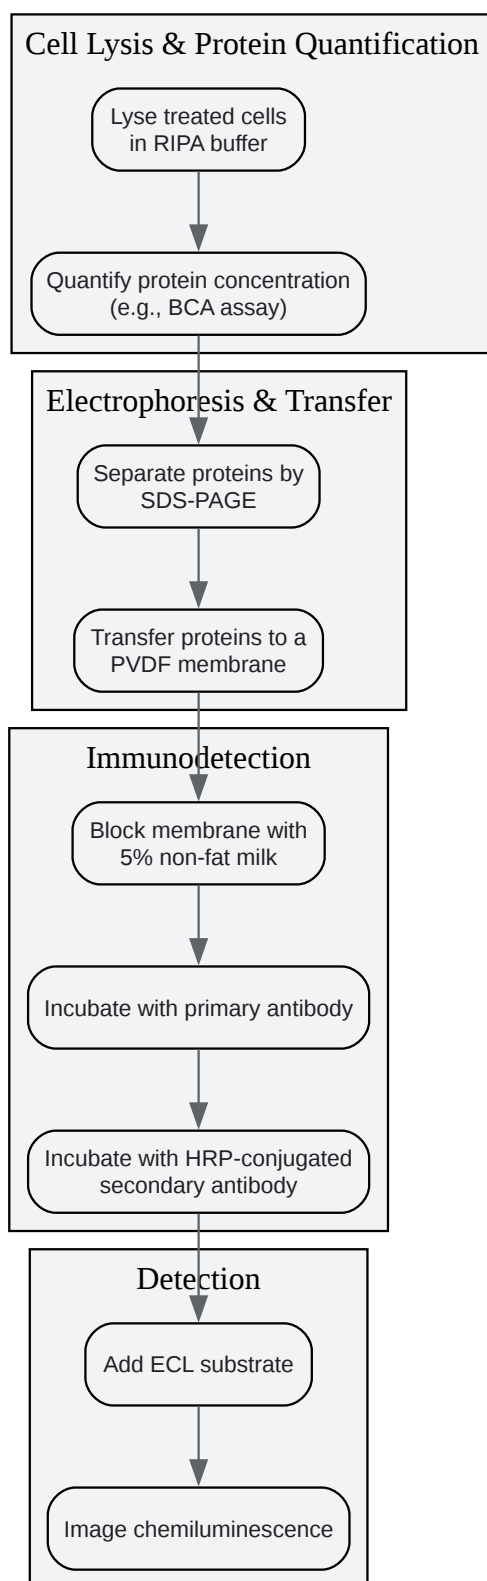 Cell Lysis & Protein Quantification
Lyse treated cells
in RIPA buffer
Quantify protein concentration
(e.g., BCA assay)
Electrophoresis & Transfer
Separate proteins by
SDS-PAGE
Transfer proteins to a
PVDF membrane
Immunodetection
Block membrane with
5% non-fat milk
Incubate with primary antibody
Incubate with HRP-conjugated
secondary antibody
Detection
Add ECL substrate
Image chemiluminescence